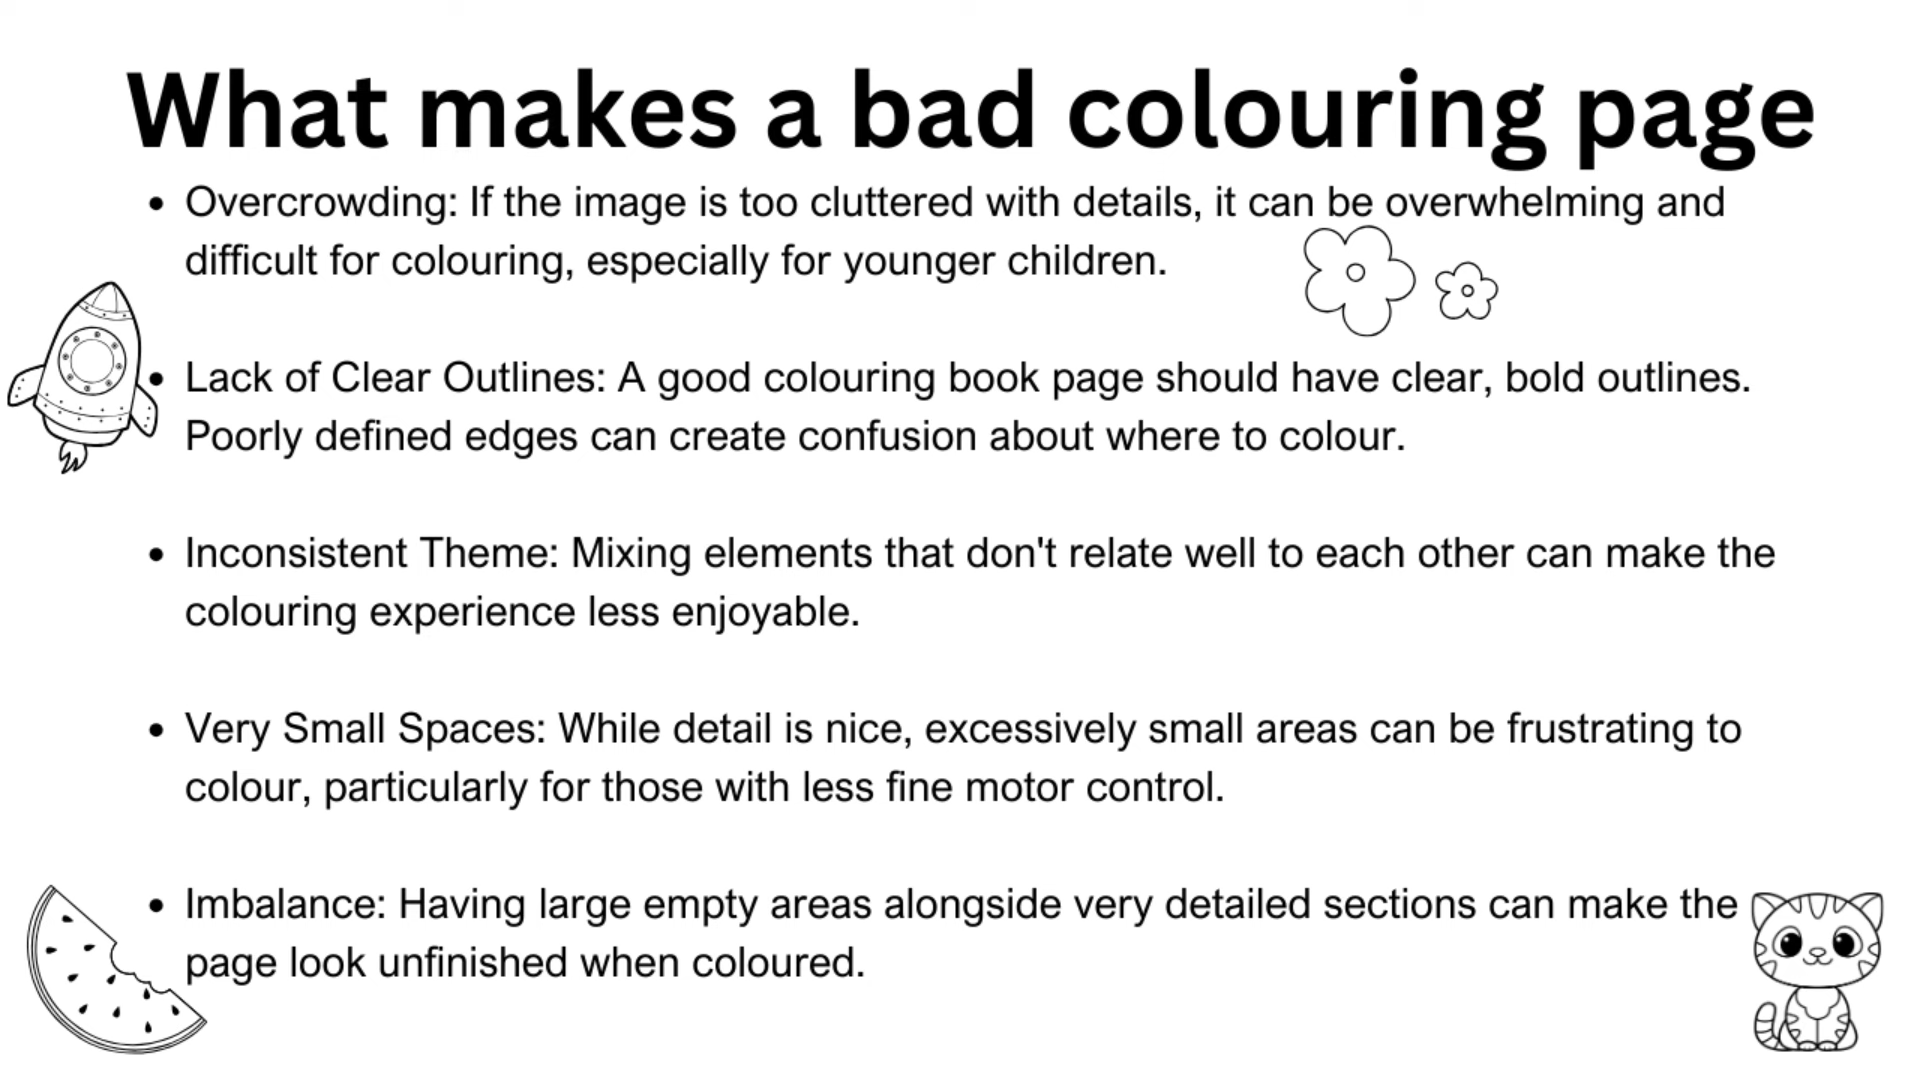 What makes a bad colouring page
• Overcrowding: If the image is too cluttered with details, it can be overwhelming and
difficult for colouring, especially for younger children.
• Lack of Clear Outlines: A good colouring book page should have clear, bold outlines.
Poorly defined edges can create confusion about where to colour.
• Inconsistent Theme: Mixing elements that don't relate well to each other can make the
colouring experience less enjoyable.
• Very Small Spaces: While detail is nice, excessively small areas can be frustrating to
colour, particularly for those with less fine motor control.
• Imbalance: Having large empty areas alongside very detailed sections can make the
page look unfinished when coloured.